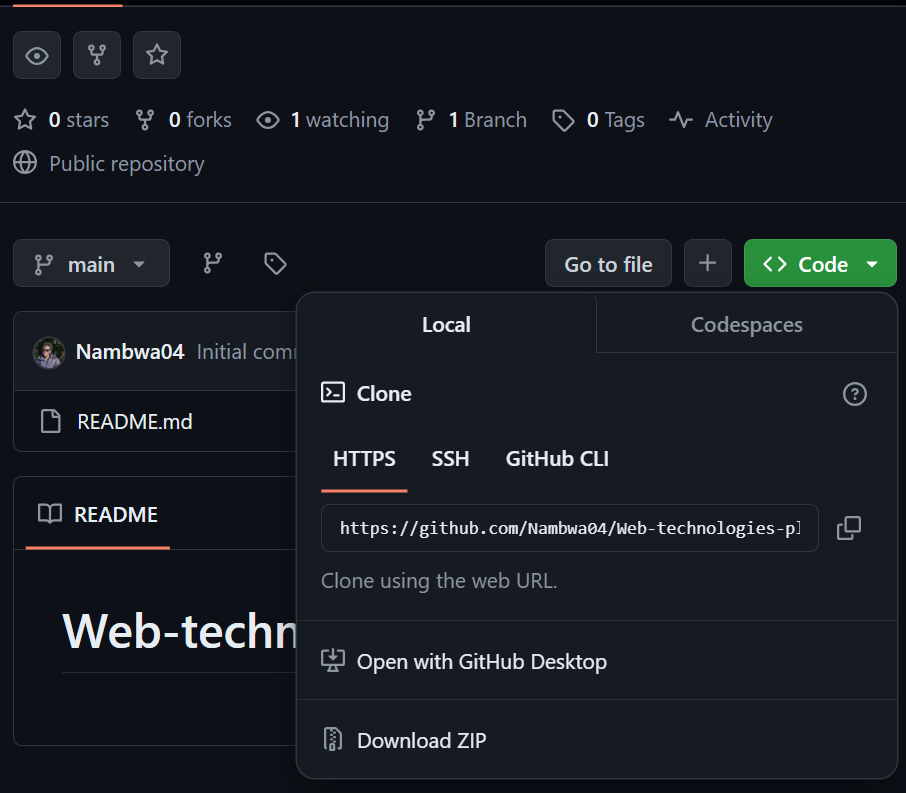 0 stars 0 forks 1 watching 1 Branch 0 Tags Activity
Public repository
main Go to file Code
Local Codespaces
Nambwa04 Initial com
Clone
README.md
HTTPS SSH GitHub CLI
README
https://github.com/Nambwa04/Web-technologies-p
Clone using the web URL.
Web-techn
Open with GitHub Desktop
Download ZIP